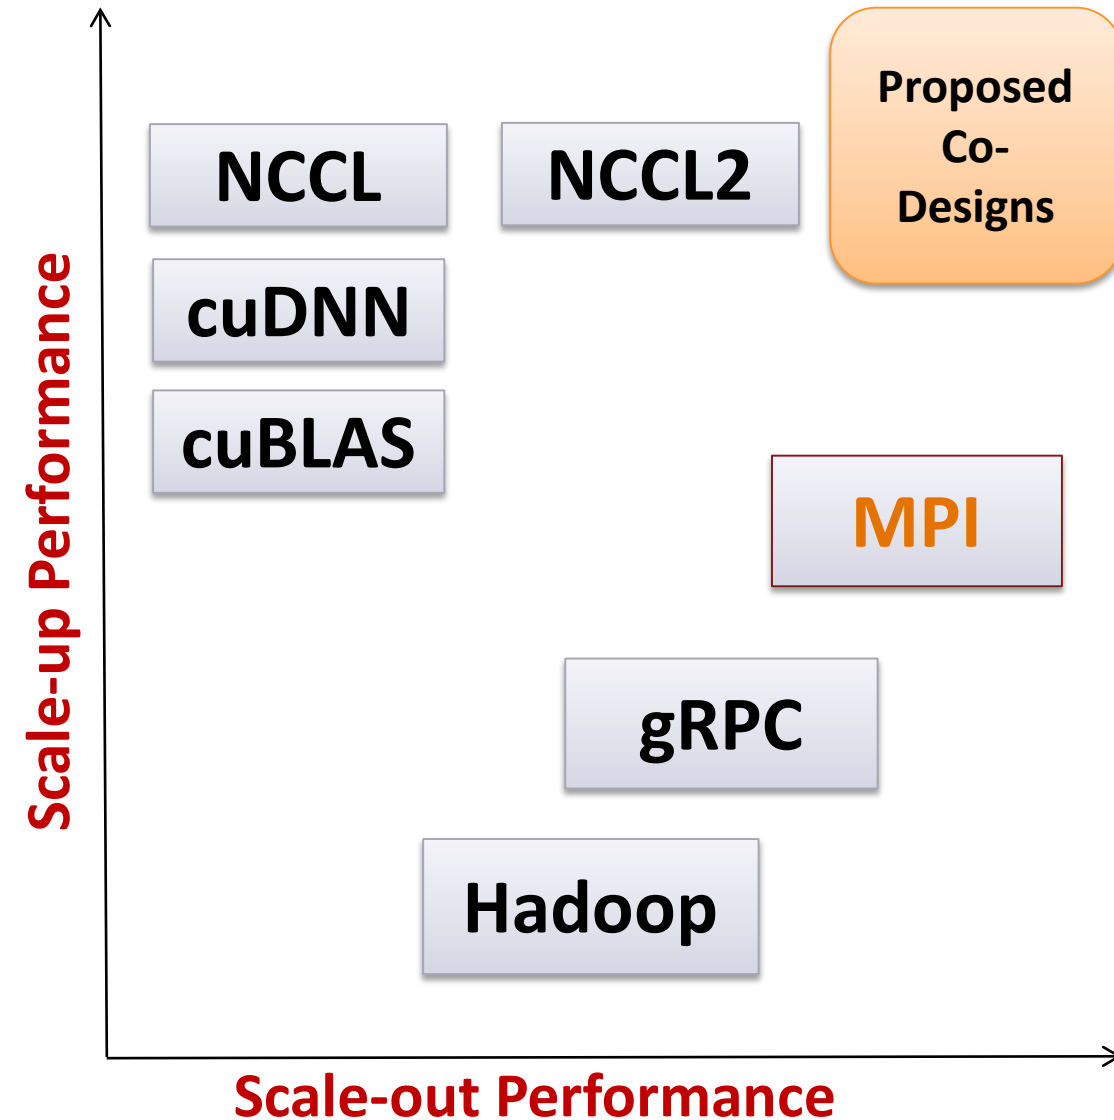 Proposed
Co-
Designs
NCCL
NCCL2
cuDNN
cuBLAS
MPI
gRPC
Hadoop
Scale-up Performance
Scale-out Performance